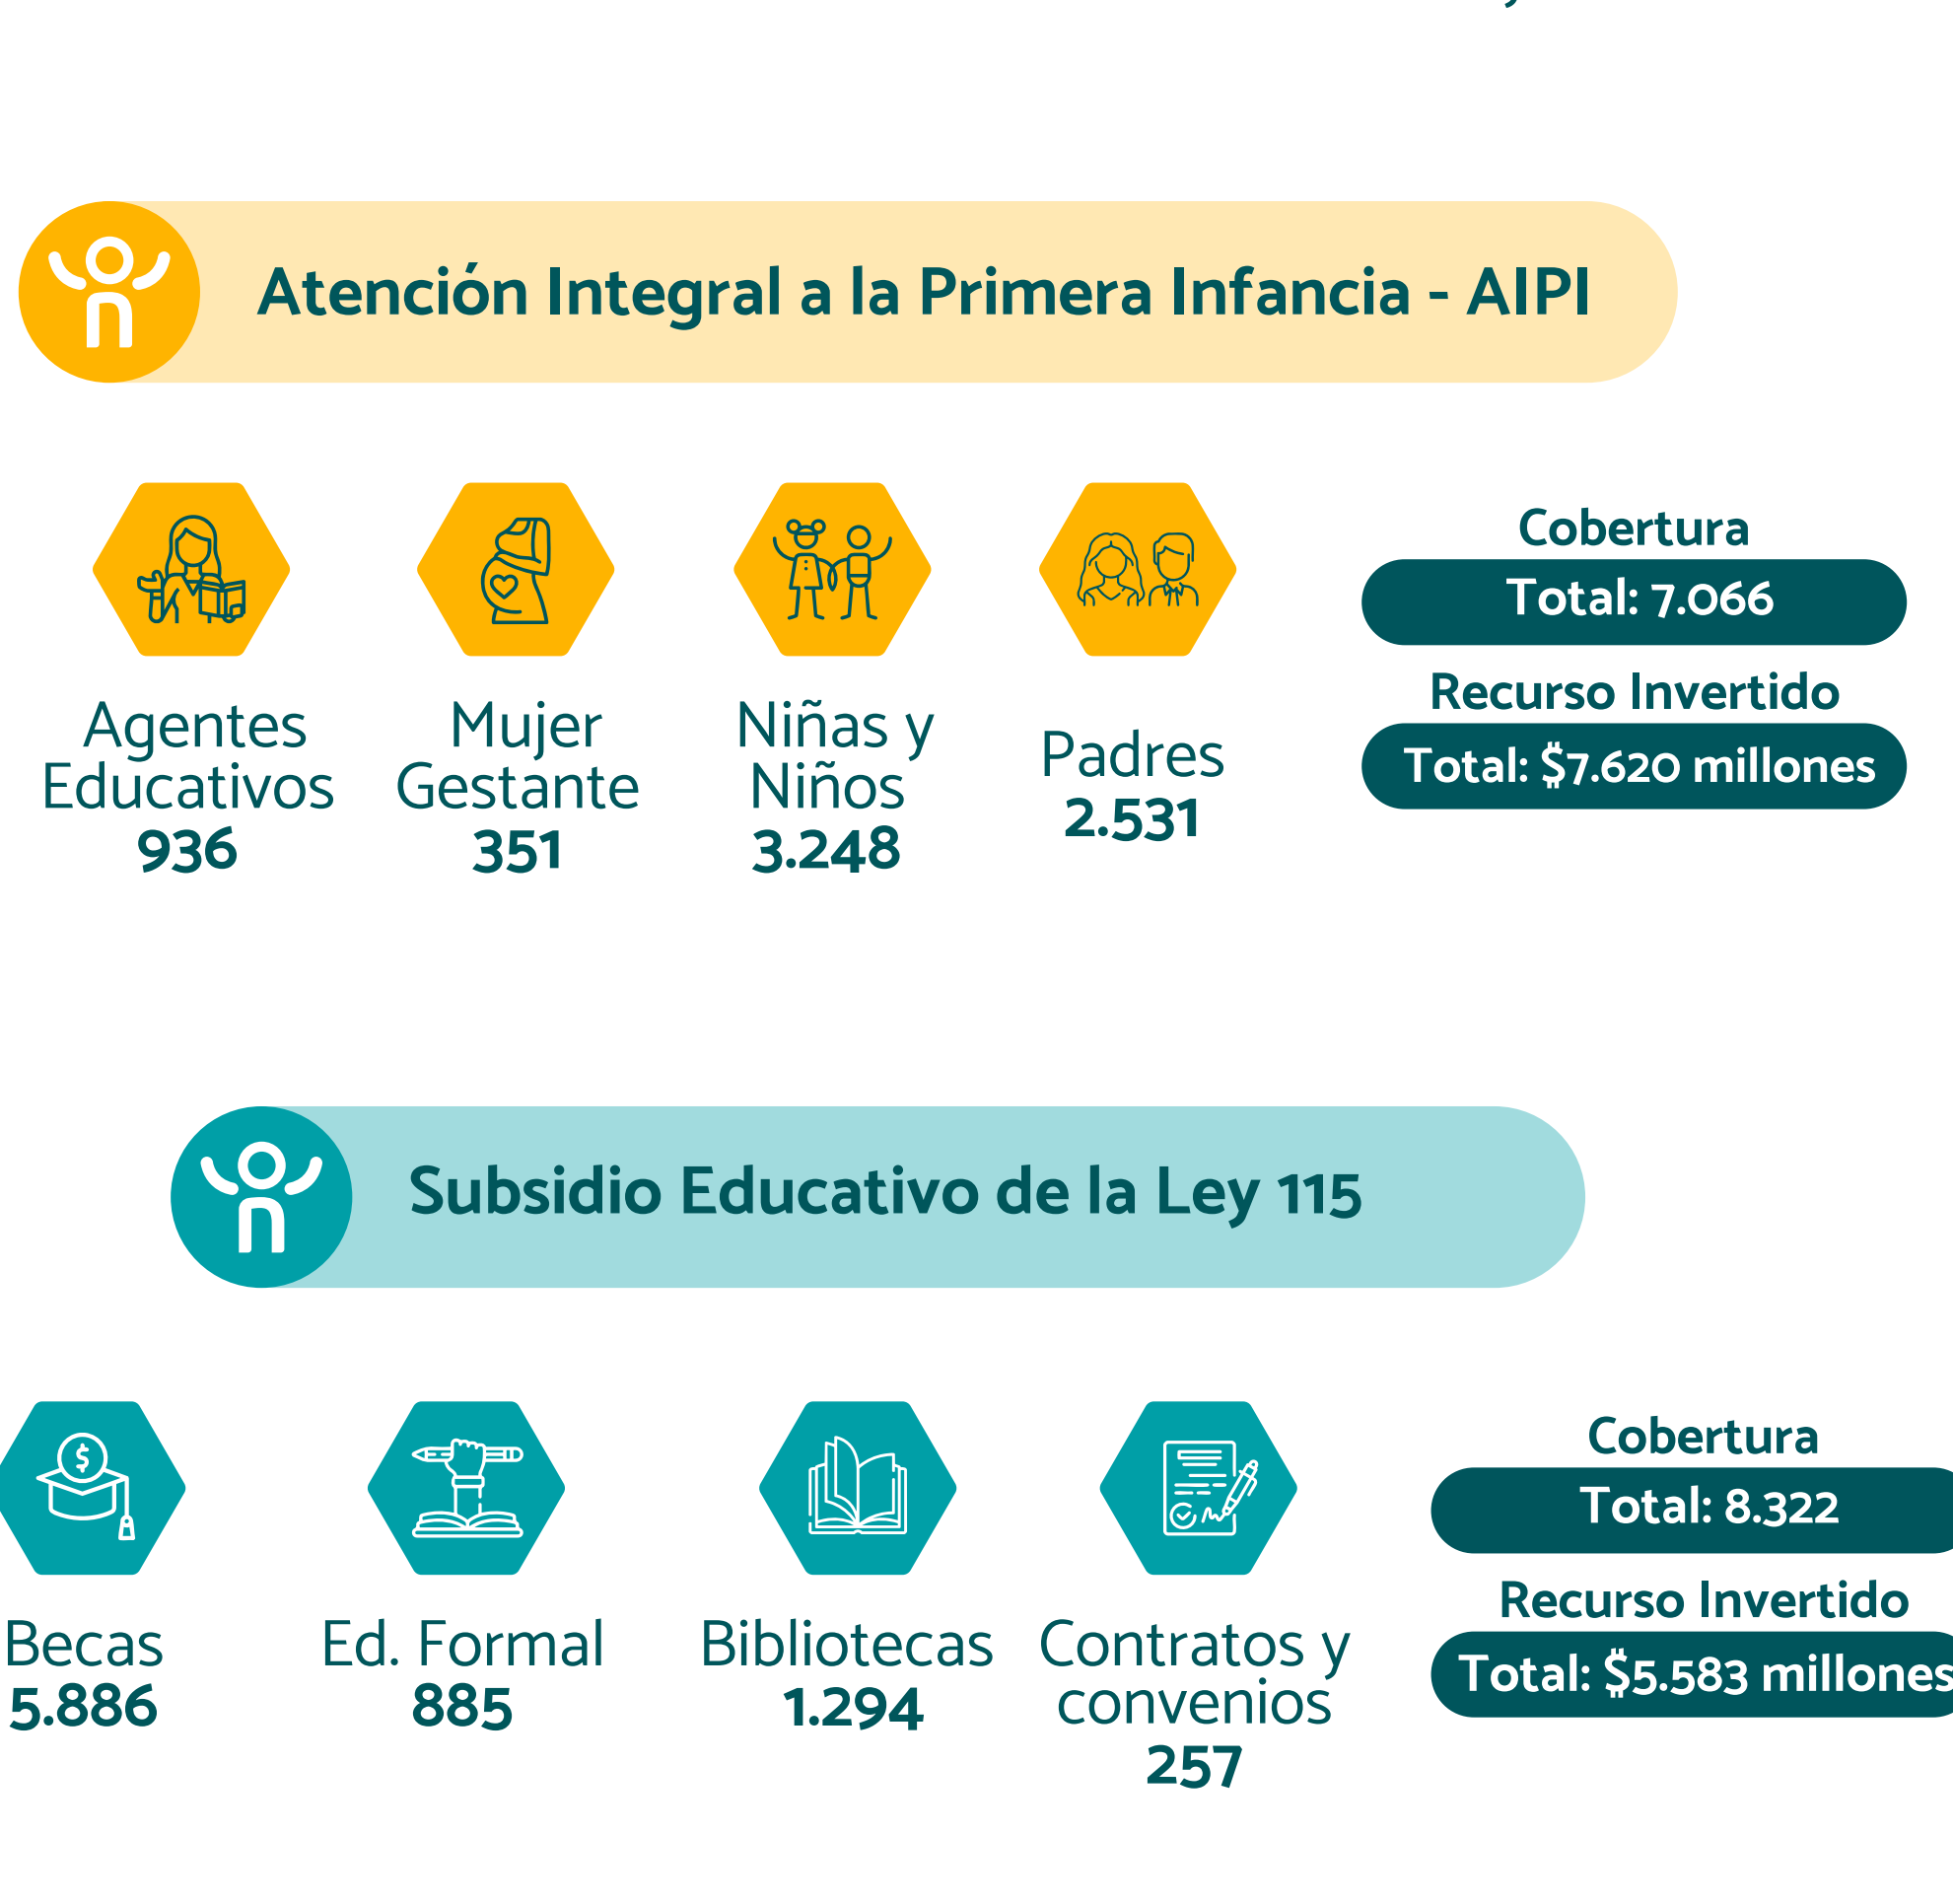 Atención Integral a la Primera Infancia - AIPI
Agentes
Educativos
936
Mujer
Gestante
351
Niñas y
Niños
3.248
Padres
2.531
Cobertura
Total: 7.066
Recurso Invertido
Total: $7.620 millones
Subsidio Educativo de la Ley 115
Becas
5.886
Ed. Formal
885
Bibliotecas
1.294
Contratos y
convenios
257
Cobertura
Total: 8.322
Recurso Invertido
Total: $5.583 millones